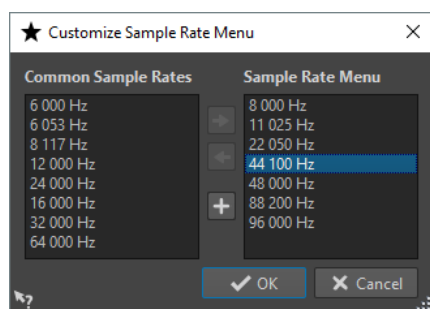 Customize Sample Rate Menu
Common Sample Rates
6 000 Hz
6 053 Hz
8 117 Hz
12 000 Hz
24 000 Hz
16 000 Hz
32 000 Hz
64 000 Hz
Sample Rate Menu
8 000 Hz
11 025 Hz
22 050 Hz
44 100 Hz
48 000 Hz
88 200 Hz
96 000 Hz
OK
Cancel
?